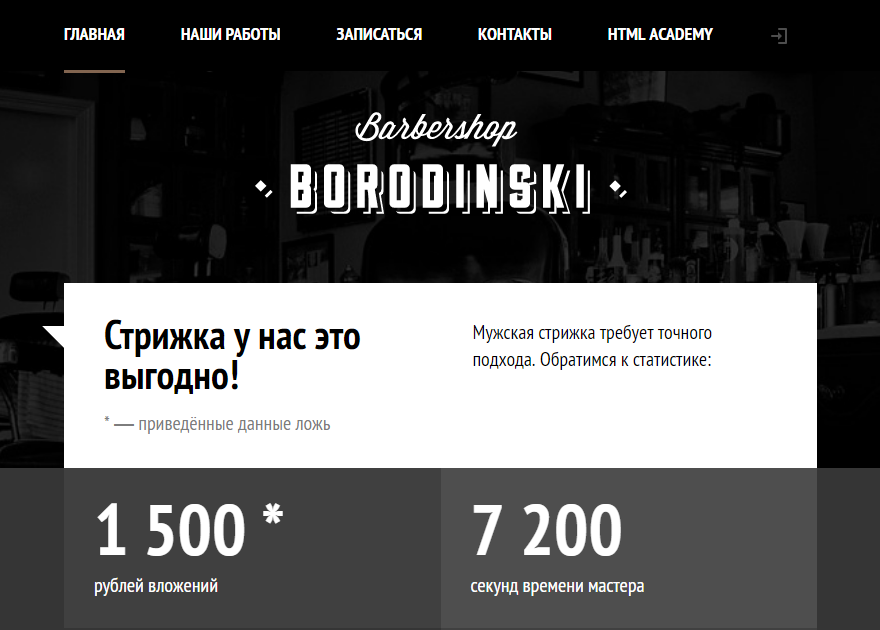 ГЛАВНАЯ НАШИ РАБОТЫ ЗАПИСАТЬСЯ КОНТАКТЫ HTML ACADEMY
Barbershop
BORODINSKI
Стрижка у нас это
выгодно!
* — приведённые данные ложь
Мужская стрижка требует точного
подхода. Обратимся к статистике:
1 500 *
рублей вложений
7 200
секунд времени мастера